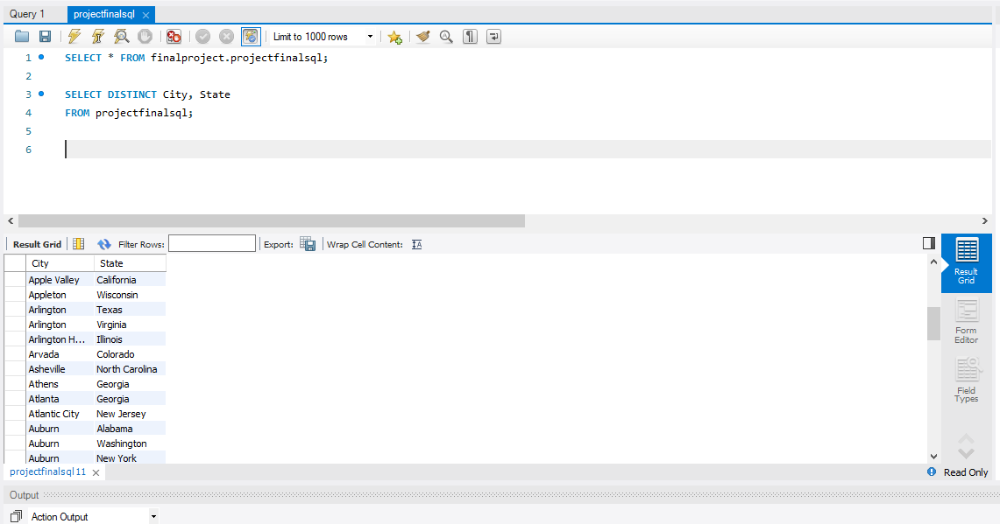 Query 1 projectfinalsql
Limit to 1000 rows
1 SELECT * FROM finalproject.projectfinalsql;
2
3 SELECT DISTINCT City, State
4 FROM projectfinalsql;
5
6
Result Grid Filter Rows: Export: Wrap Cell Content:
City State
Apple Valley California
Appleton Wisconsin
Arlington Texas
Arlington Virginia
Arlington H... Illinois
Arvada Colorado
Asheville North Carolina
Athens Georgia
Atlanta Georgia
Atlantic City New Jersey
Auburn Alabama
Auburn Washington
Auburn New York
Result
Grid
Form
Editor
Field
Types
projectfinalsql 11 Read Only
Output
Action Output